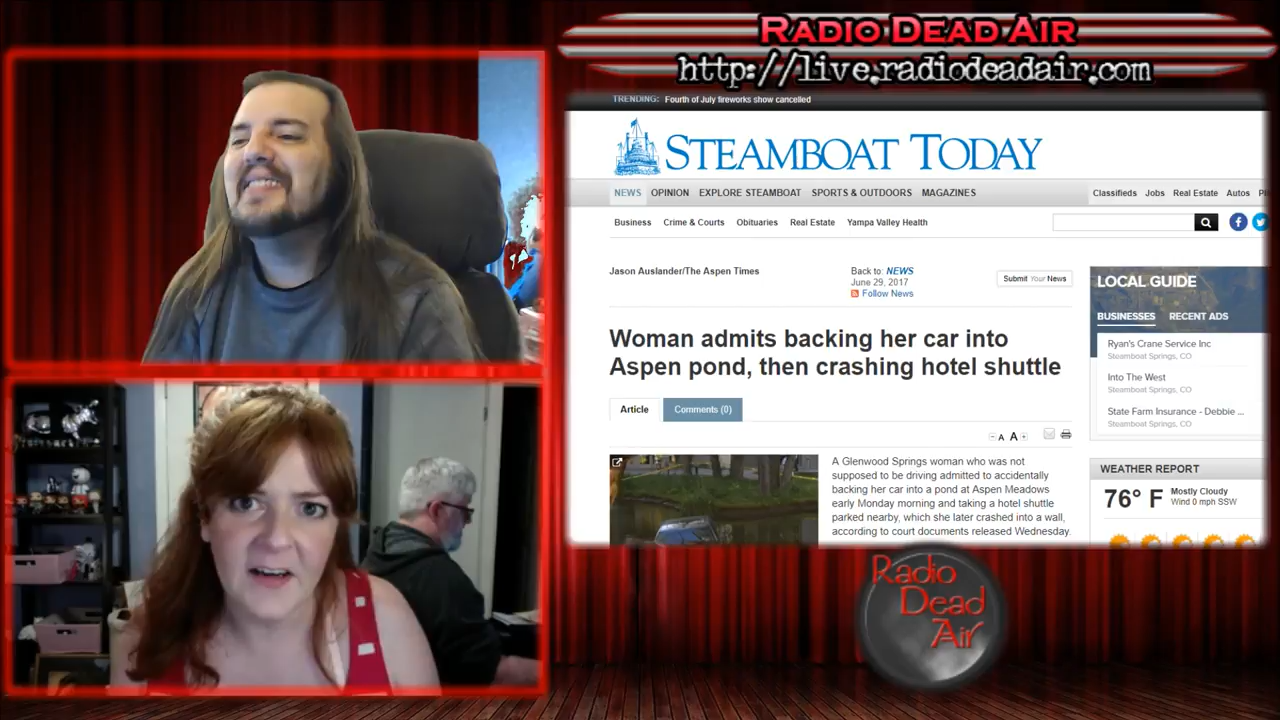 RADIO DEAD AIR
http://live.radiodeadair.com
TRENDING: Fourth of July fireworks show cancelled
STEAMBOAT TODAY
NEWS OPINION EXPLORE STEAMBOAT SPORTS & OUTDOORS MAGAZINES
Classifieds Jobs Real Estate Autos
Business Crime & Courts Obituaries Real Estate Yampa Valley Health
Jason Auslander/The Aspen Times
Back to: NEWS
June 29, 2017
Follow News
Submit Your News
Woman admits backing her car into
Aspen pond, then crashing hotel shuttle
Article Comments (0)
- A A +
A Glenwood Springs woman who was not
supposed to be driving admitted to accidentally
backing her car into a pond at Aspen Meadows
early Monday morning and taking a hotel shuttle
parked nearby, which she later crashed into a wall,
according to court documents released Wednesday.
LOCAL GUIDE
BUSINESSES RECENT ADS
Ryan's Crane Service Inc
Steamboat Springs, CO
Into The West
Steamboat Springs, CO
State Farm Insurance - Debbie ...
Steamboat Springs, CO
WEATHER REPORT
76° F
Mostly Cloudy
Wind 0 mph SSW
Radio
Dead
Air